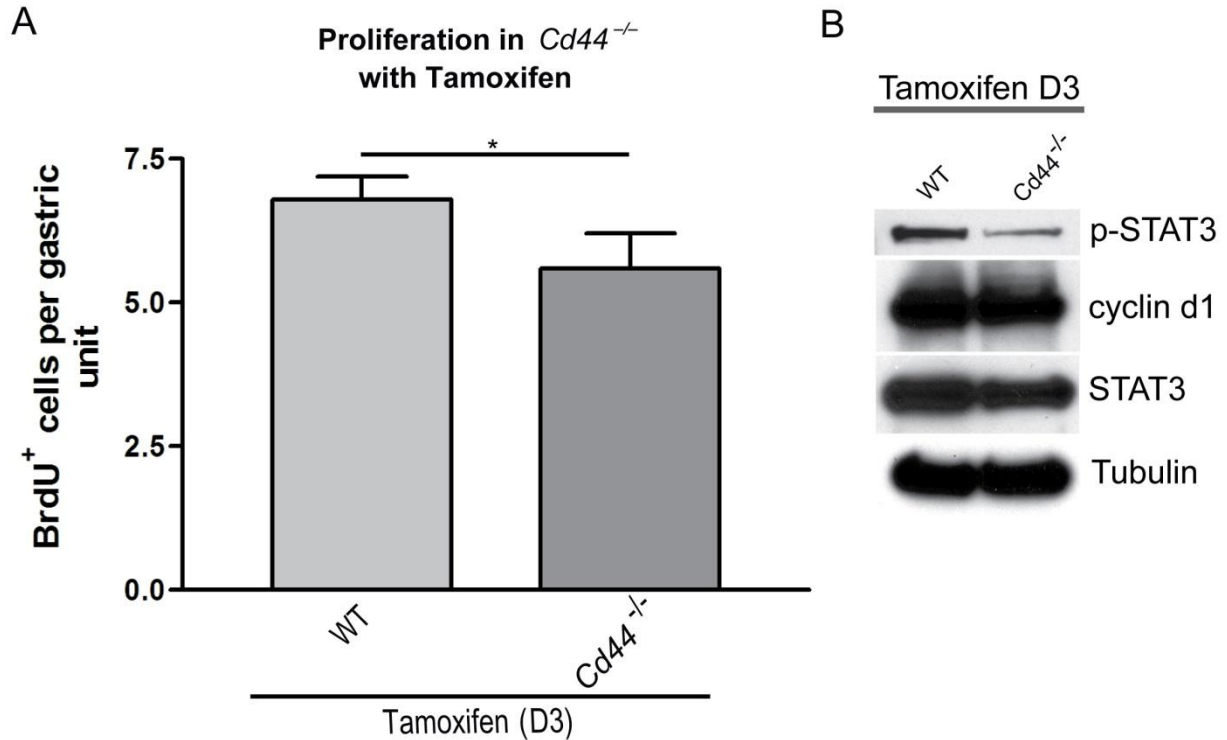 A
Proliferation in Cd44⁻/⁻
with Tamoxifen
*
7.5
5.0
2.5
0.0
BrdU⁺ cells per gastric
unit
WT
Cd44⁻/⁻
Tamoxifen (D3)
B
Tamoxifen D3
WT
Cd44⁻/⁻
p-STAT3
cyclin d1
STAT3
Tubulin